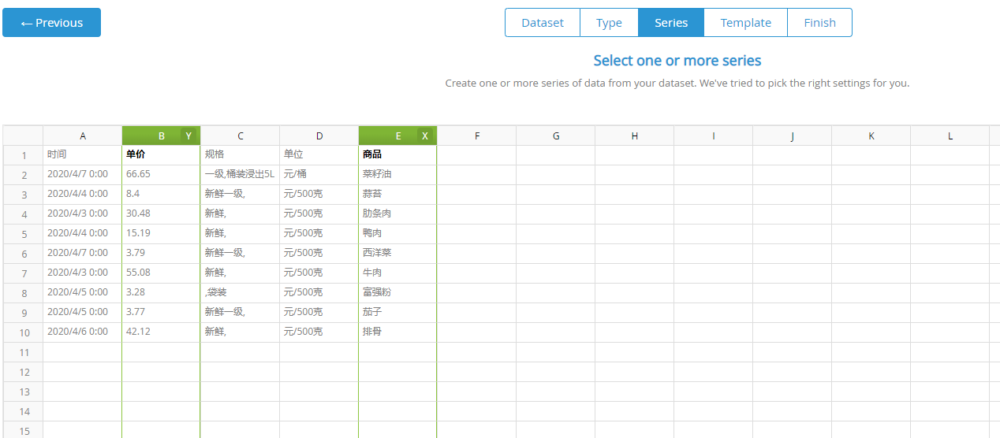 ← Previous
Dataset Type Series Template Finish
Select one or more series
Create one or more series of data from your dataset. We've tried to pick the right settings for you.
A B Y C D E X F G H I J K L
1 时间 单价 规格 单位 商品
2 2020/4/7 0:00 66.65 一级,桶装浸出5L 元/桶 菜籽油
3 2020/4/4 0:00 8.4 新鲜一级, 元/500克 蒜苔
4 2020/4/3 0:00 30.48 新鲜, 元/500克 肋条肉
5 2020/4/4 0:00 15.19 新鲜, 元/500克 鸭肉
6 2020/4/7 0:00 3.79 新鲜一级, 元/500克 西洋菜
7 2020/4/3 0:00 55.08 新鲜, 元/500克 牛肉
8 2020/4/5 0:00 3.28 ,袋装 元/500克 富强粉
9 2020/4/5 0:00 3.77 新鲜一级, 元/500克 茄子
10 2020/4/6 0:00 42.12 新鲜, 元/500克 排骨
11
12
13
14
15